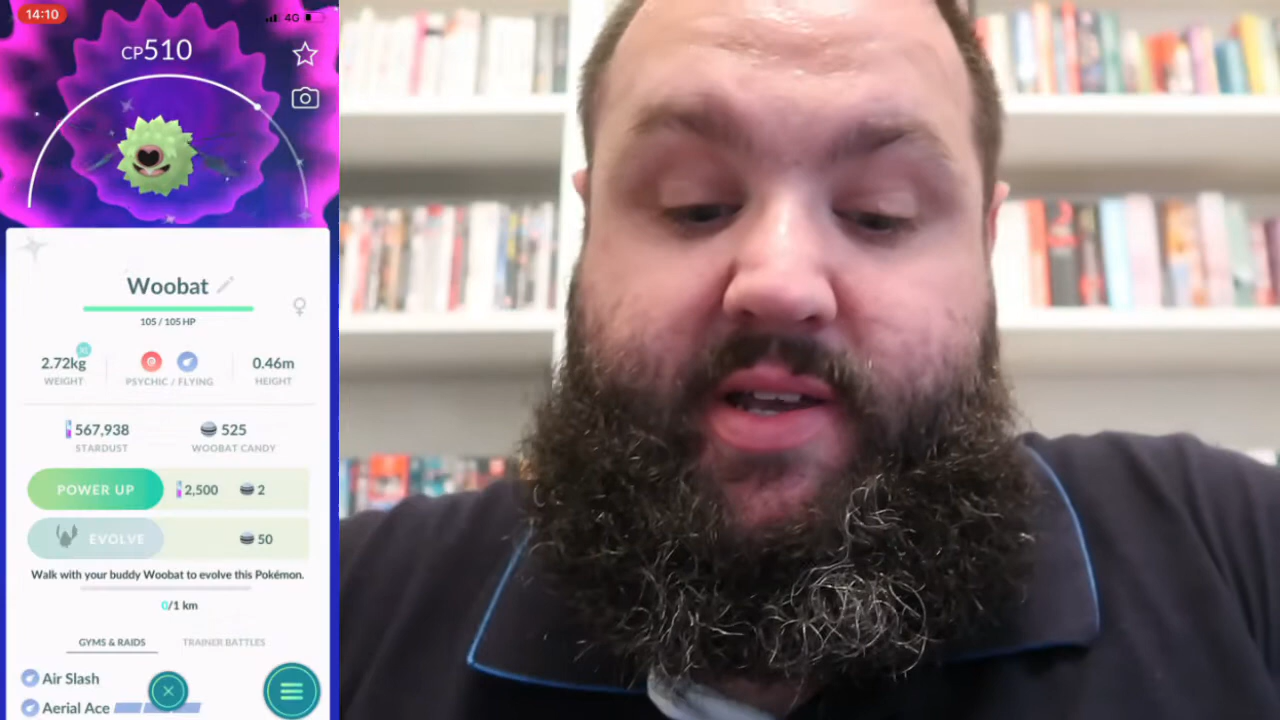 14:10
4G
CP510
Woobat
105 / 105 HP
XL
2.72kg
WEIGHT
PSYCHIC / FLYING
0.46m
HEIGHT
567,938
STARDUST
525
WOOBAT CANDY
POWER UP
2,500
2
EVOLVE
50
Walk with your buddy Woobat to evolve this Pokémon.
0/1 km
GYMS & RAIDS
TRAINER BATTLES
Air Slash
Aerial Ace